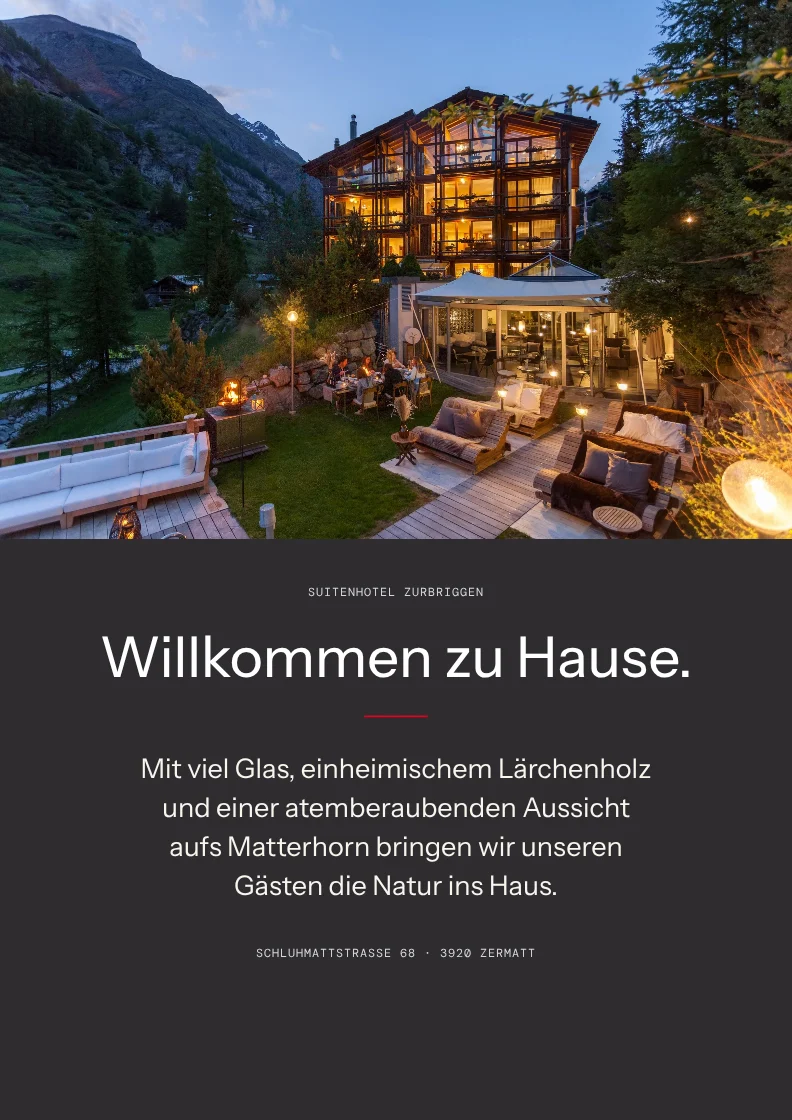 SUITENHOTEL ZURBRIGGEN
Willkommen zu Hause.
Mit viel Glas, einheimischem Lärchenholz
und einer atemberaubenden Aussicht
aufs Matterhorn bringen wir unseren
Gästen die Natur ins Haus.
SCHLUHMATTSTRASSE 68 · 3920 ZERMATT